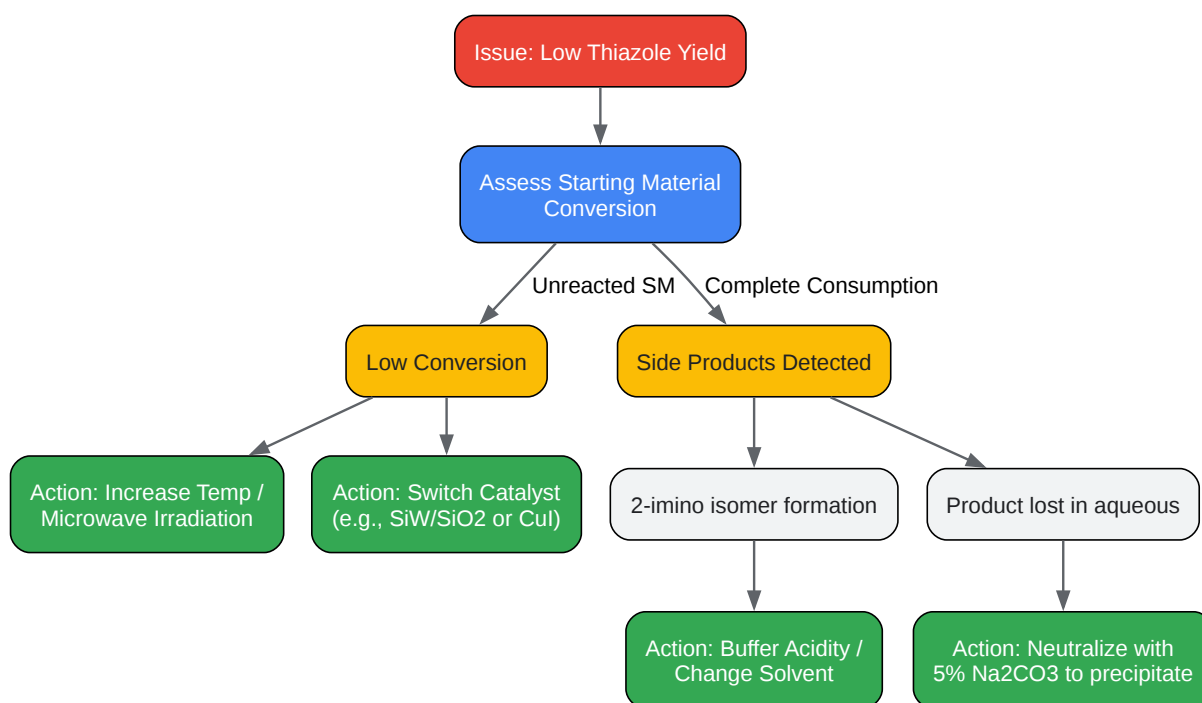 Issue: Low Thiazole Yield
Assess Starting Material
Conversion
Unreacted SM
Complete Consumption
Low Conversion
Side Products Detected
Action: Increase Temp /
Microwave Irradiation
Action: Switch Catalyst
(e.g., SiW/SiO2 or CuI)
2-imino isomer formation
Product lost in aqueous
Action: Buffer Acidity /
Change Solvent
Action: Neutralize with
5% Na2CO3 to precipitate